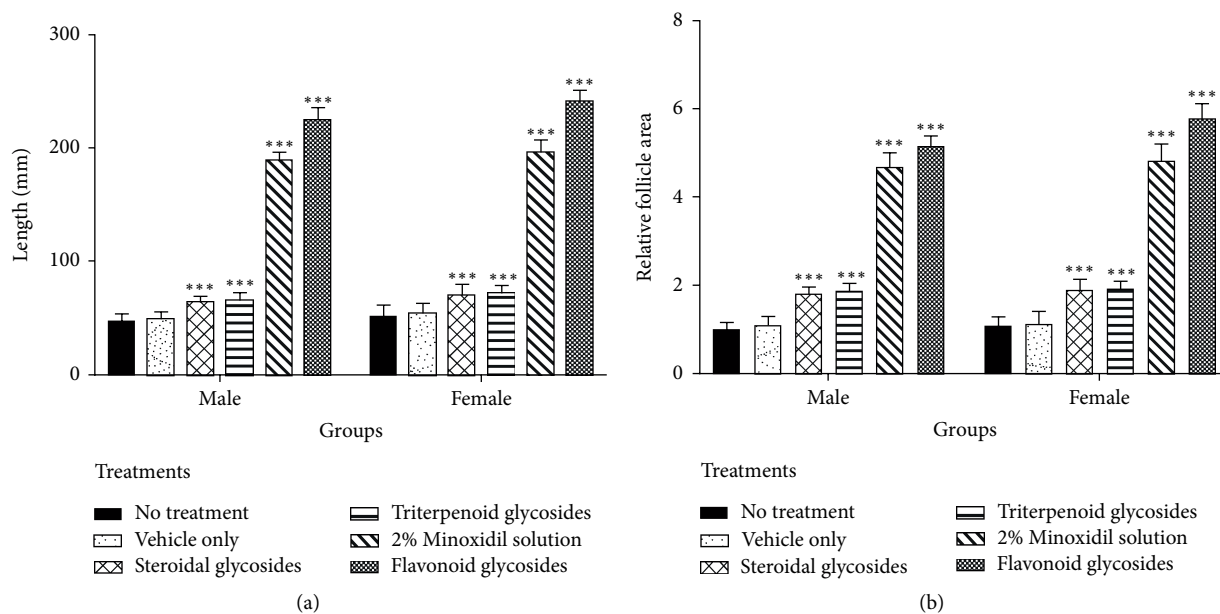 300
200
100
0
Length (mm)
***
***
***
***
***
***
***
***
Male
Female
Groups
Treatments
No treatment
Vehicle only
Steroidal glycosides
Triterpenoid glycosides
2% Minoxidil solution
Flavonoid glycosides
(a)
8
6
4
2
0
Relative follicle area
***
***
***
***
***
***
***
***
Male
Female
Groups
Treatments
No treatment
Vehicle only
Steroidal glycosides
Triterpenoid glycosides
2% Minoxidil solution
Flavonoid glycosides
(b)